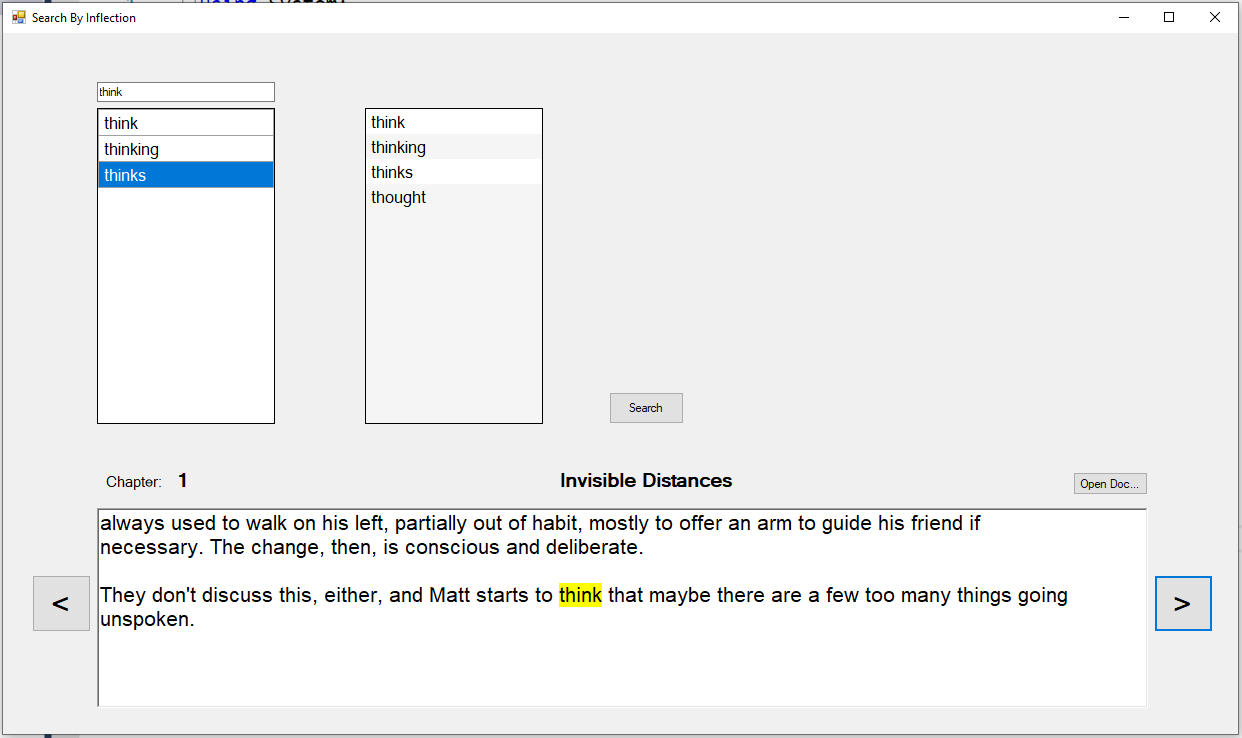 Search By Inflection
think
think
thinking
thinks
think
thinking
thinks
thought
Search
Chapter: 1
Invisible Distances
Open Doc...
always used to walk on his left, partially out of habit, mostly to offer an arm to guide his friend if
necessary. The change, then, is conscious and deliberate.
They don't discuss this, either, and Matt starts to think that maybe there are a few too many things going
unspoken.
<
>